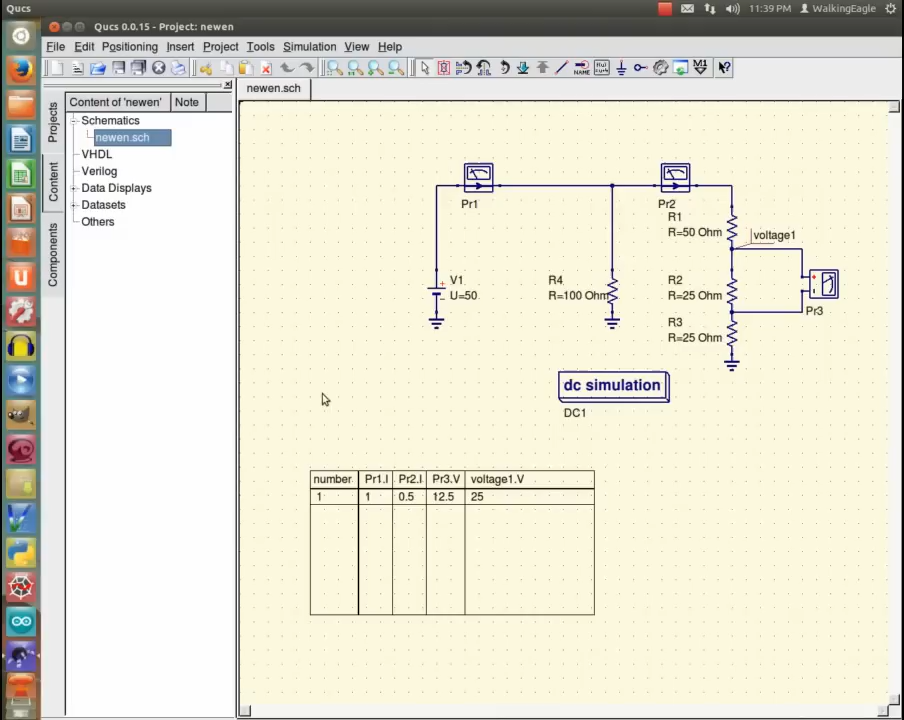 Qucs
11:39 PM
WalkingEagle
Qucs 0.0.15 - Project: newen
File Edit Positioning Insert Project Tools Simulation View Help
NAME
M1
Content of 'newen' Note
newen.sch
Projects
Content
Components
Schematics
newen.sch
VHDL
Verilog
Data Displays
Datasets
Others
Pr1
Pr2
R1
R=50 Ohm
voltage1
V1
U=50
R4
R=100 Ohm
R2
R=25 Ohm
Pr3
R3
R=25 Ohm
dc simulation
DC1
number Pr1.I Pr2.I Pr3.V voltage1.V
1 1 0.5 12.5 25